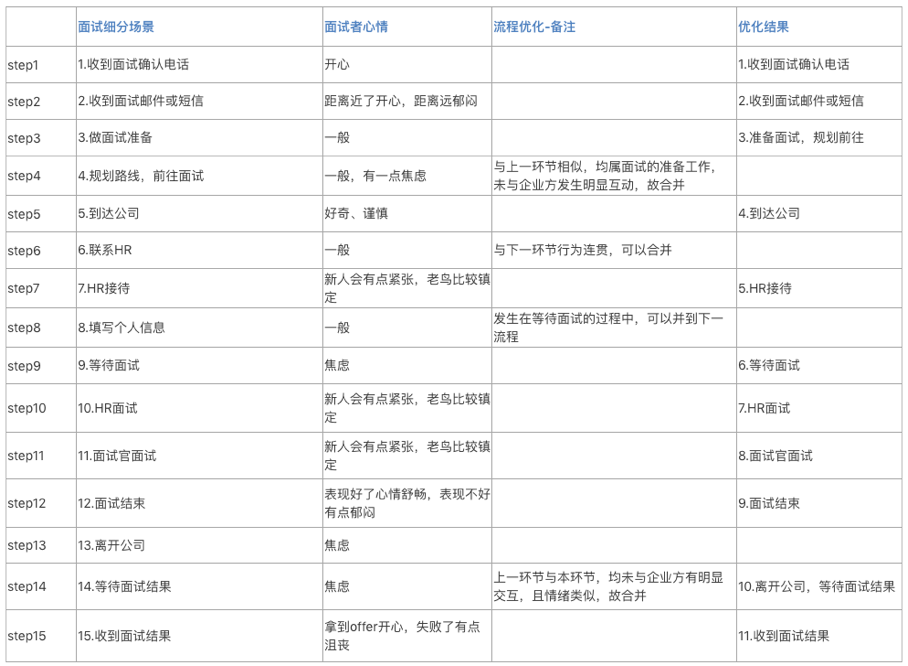 面试细分场景 面试者心情 流程优化-备注 优化结果
step1 1.收到面试确认电话 开心 1.收到面试确认电话
step2 2.收到面试邮件或短信 距离近了开心，距离远郁闷 2.收到面试邮件或短信
step3 3.做面试准备 一般 3.准备面试，规划前往
step4 4.规划路线，前往面试 一般，有一点焦虑 与上一环节相似，均属面试的准备工作，
未与企业方发生明显互动，故合并
step5 5.到达公司 好奇、谨慎 4.到达公司
step6 6.联系HR 一般 与下一环节行为连贯，可以合并
step7 7.HR接待 新人会有点紧张，老鸟比较镇
定 5.HR接待
step8 8.填写个人信息 一般 发生在等待面试的过程中，可以并到下一
流程
step9 9.等待面试 焦虑 6.等待面试
step10 10.HR面试 新人会有点紧张，老鸟比较镇
定 7.HR面试
step11 11.面试官面试 新人会有点紧张，老鸟比较镇
定 8.面试官面试
step12 12.面试结束 表现好了心情舒畅，表现不好
有点郁闷 9.面试结束
step13 13.离开公司 焦虑
step14 14.等待面试结果 焦虑 上一环节与本环节，均未与企业方有明显
交互，且情绪类似，故合并 10.离开公司，等待面试结果
step15 15.收到面试结果 拿到offer开心，失败了有点
沮丧 11.收到面试结果